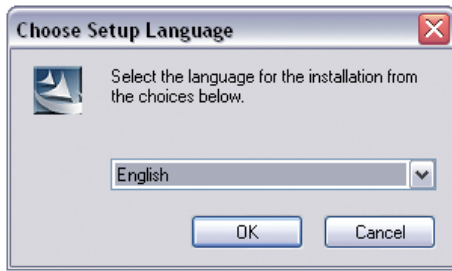 Choose Setup Language
Select the language for the installation from
the choices below.
English
OK
Cancel